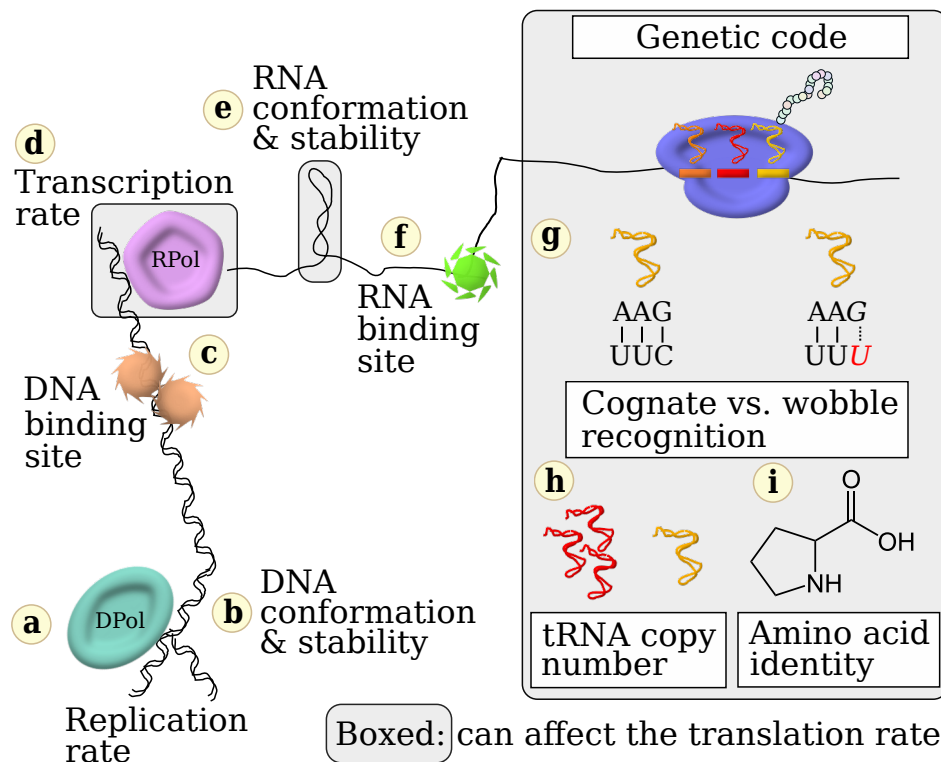 Genetic code
e
RNA
conformation
& stability
d
Transcription
rate
RPol
f
RNA
binding
site
c
DNA
binding
site
g
AAG
UUC
AAG
UUU
Cognate vs. wobble
recognition
h
tRNA copy
number
i
O
OH
NH
Amino acid
identity
a
DPol
b
DNA
conformation
& stability
Replication
rate
Boxed: can affect the translation rate